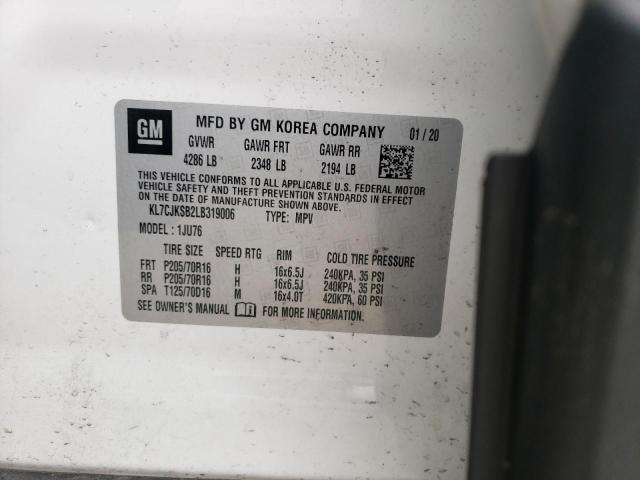 GM
MFD BY GM KOREA COMPANY 01/20
GVWR GAWR FRT GAWR RR
4286 LB 2348 LB 2194 LB
THIS VEHICLE CONFORMS TO ALL APPLICABLE U.S. FEDERAL MOTOR
VEHICLE SAFETY AND THEFT PREVENTION STANDARDS IN EFFECT
ON THE DATE OF MANUFACTURE SHOWN ABOVE.
KL7CJKSB2LB319006 TYPE: MPV
MODEL: 1JU76
TIRE SIZE SPEED RTG RIM COLD TIRE PRESSURE
FRT P205/70R16 H 16x6.5J 240KPA, 35 PSI
RR P205/70R16 H 16x6.5J 240KPA, 35 PSI
SPA T125/70D16 M 16x4.0T 420KPA, 60 PSI
SEE OWNER'S MANUAL FOR MORE INFORMATION.